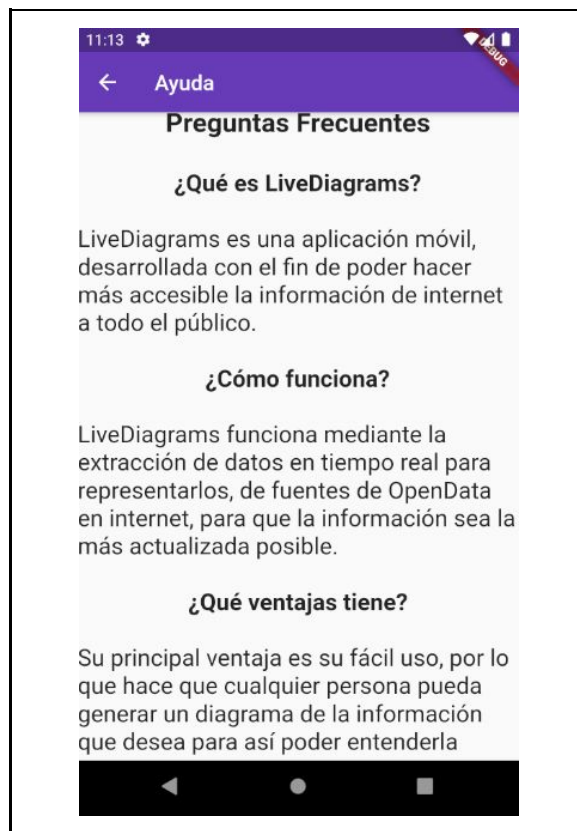 11:13
DEBUG
Ayuda
Preguntas Frecuentes
¿Qué es LiveDiagrams?
LiveDiagrams es una aplicación móvil,
desarrollada con el fin de poder hacer
más accesible la información de internet
a todo el público.
¿Cómo funciona?
LiveDiagrams funciona mediante la
extracción de datos en tiempo real para
representarlos, de fuentes de OpenData
en internet, para que la información sea la
más actualizada posible.
¿Qué ventajas tiene?
Su principal ventaja es su fácil uso, por lo
que hace que cualquier persona pueda
generar un diagrama de la información
que desea para así poder entenderla